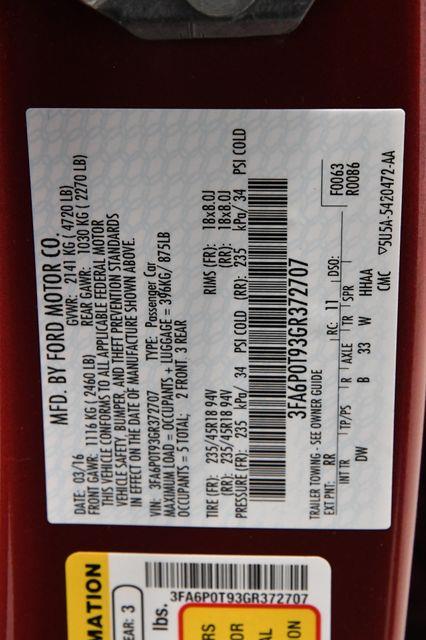 MFD. BY FORD MOTOR CO.
DATE: 03/16 GVWR: 2141 KG ( 4720 LB)
FRONT GAWR: 1116 KG ( 2460 LB) REAR GAWR: 1030 KG ( 2270 LB)
THIS VEHICLE CONFORMS TO ALL APPLICABLE FEDERAL MOTOR
VEHICLE SAFETY, BUMPER, AND THEFT PREVENTION STANDARDS
IN EFFECT ON THE DATE OF MANUFACTURE SHOWN ABOVE.
VIN: 3FA6P0T93GR372707 TYPE: Passenger Car
MAXIMUM LOAD = OCCUPANTS + LUGGAGE = 396KG/ 875LB
OCCUPANTS = 5 TOTAL: 2 FRONT 3 REAR
TIRE (FR): 235/45R18 94V RIMS (FR): 18x8.0J
(RR): 235/45R18 94V (RR): 18x8.0J
PRESSURE (FR): 235 kPa/ 34 PSI COLD (RR): 235 kPa/ 34 PSI COLD
3FA6P0T93GR372707
TRAILER TOWING - SEE OWNER GUIDE
F0063
R0086
EXT PNT: RR RC: 11 DSO:
INT TR TP/PS R AXLE TR SPR
DW B 33 W HHAA
CMC ▽5U5A-5420472-AA
MATION
EAR: 3
lbs.
3FA6P0T93GR372707
RS
OR